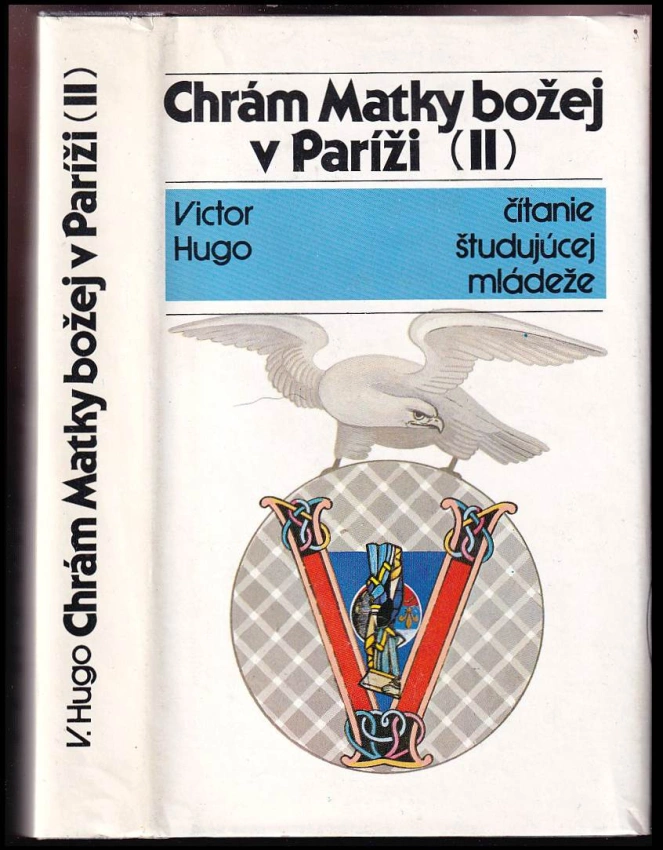 V. Hugo Chrám Matky božej v Paríži (II)
Chrám Matky božej
v Paríži (II)
Victor
Hugo
čítanie
študujúcej
mládeže